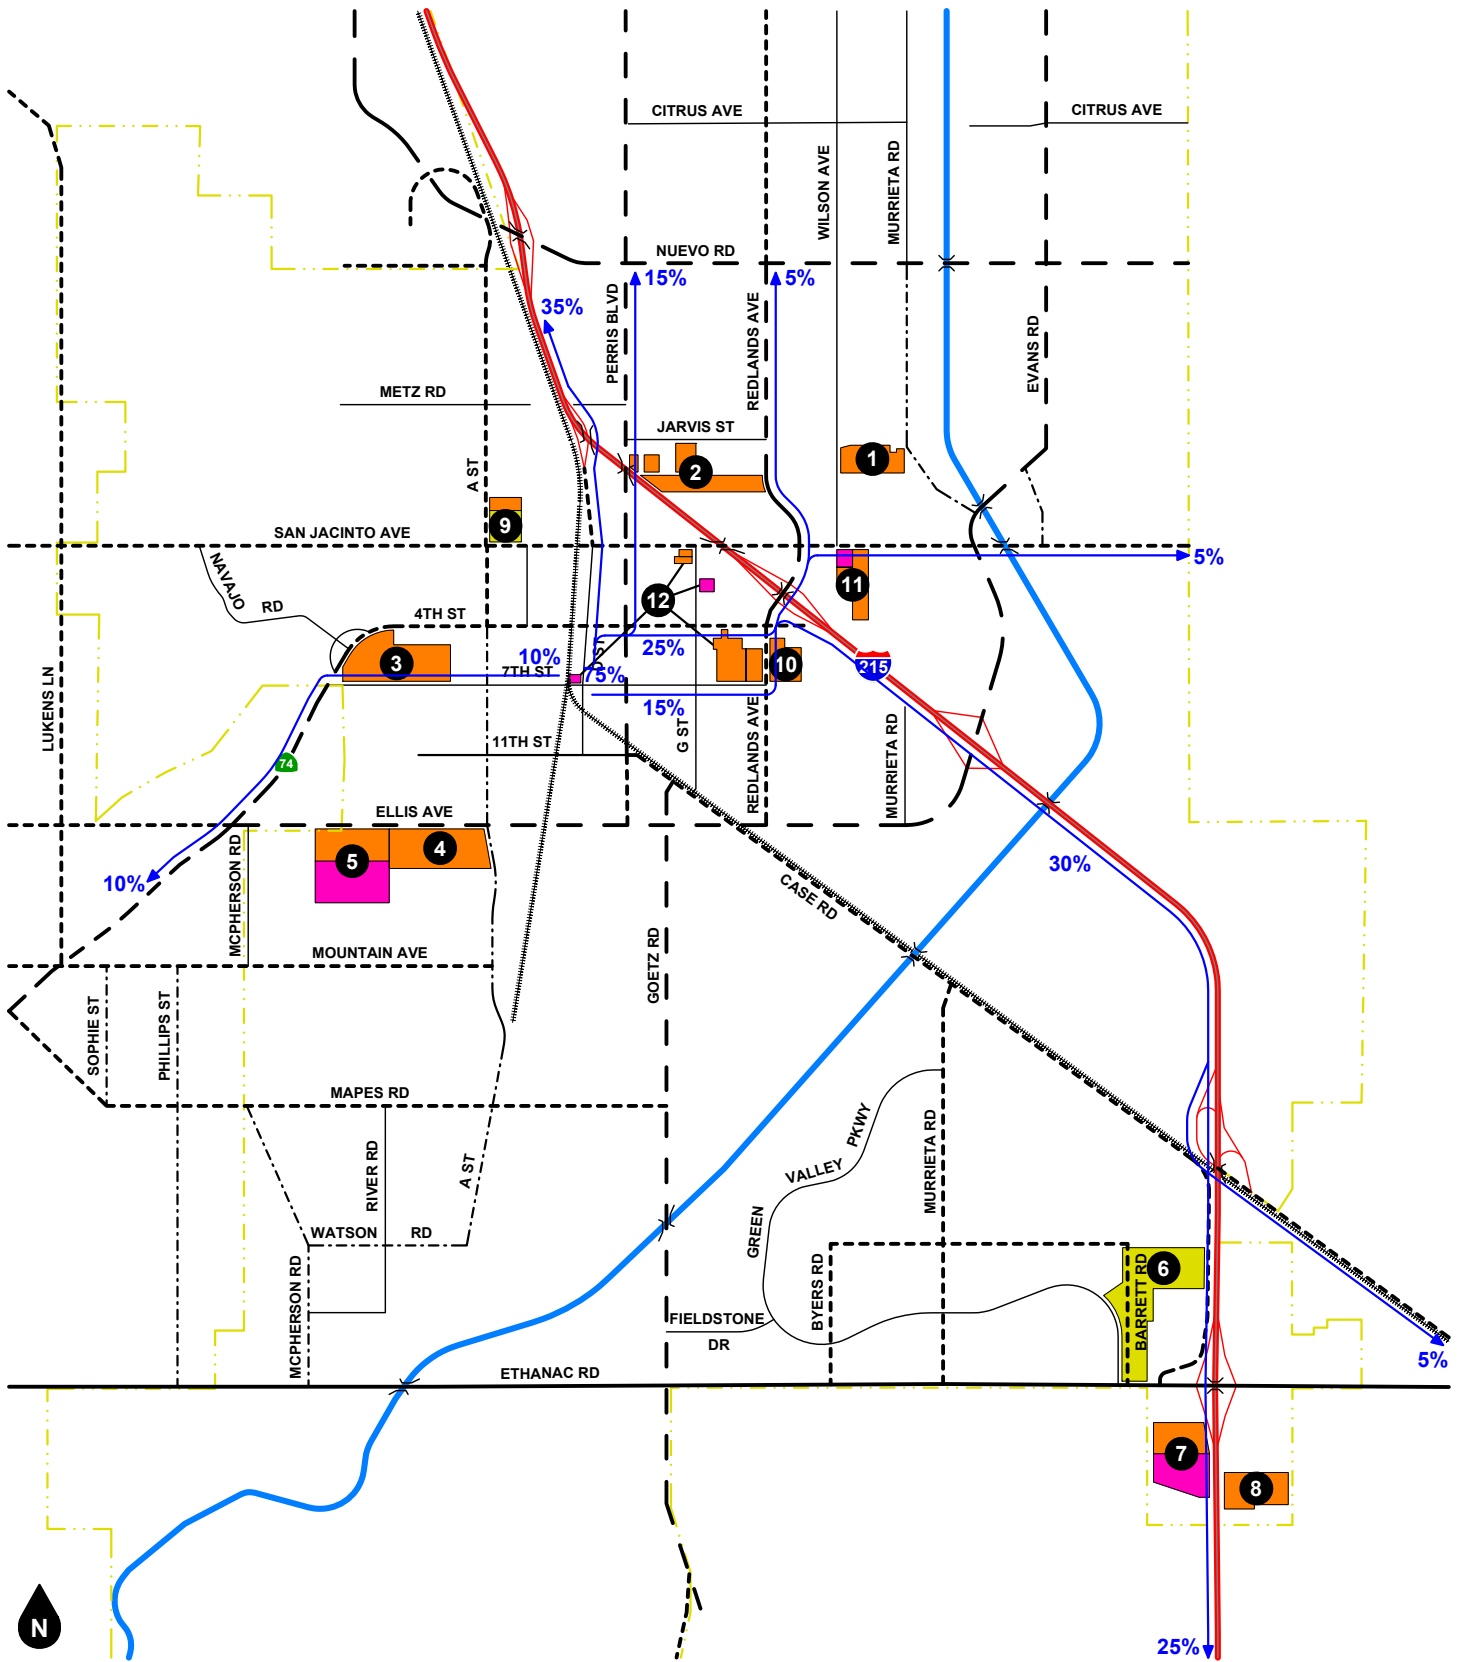 CITRUS AVE
CITRUS AVE
WILSON AVE
MURRIETA RD
NUEVO RD
15%
5%
35%
PERRIS BLVD
REDLANDS AVE
EVANS RD
METZ RD
JARVIS ST
1
2
A ST
9
SAN JACINTO AVE
5%
NAVAJO
RD
11
12
4TH ST
3
10%
7TH ST
75%
25%
10
215
15%
LUKENS LN
G ST
REDLANDS AVE
MURRIETA RD
11TH ST
74
ELLIS AVE
5
4
30%
10%
MCPHERSON RD
CASE RD
MOUNTAIN AVE
GOETZ RD
SOPHIE ST
PHILLIPS ST
MAPES RD
RIVER RD
A ST
GREEN
VALLEY
PKWY
MURRIETA RD
WATSON
RD
MCPHERSON RD
BYERS RD
BARRETT RD
6
FIELDSTONE
DR
5%
ETHANAC RD
7
8
N
25%